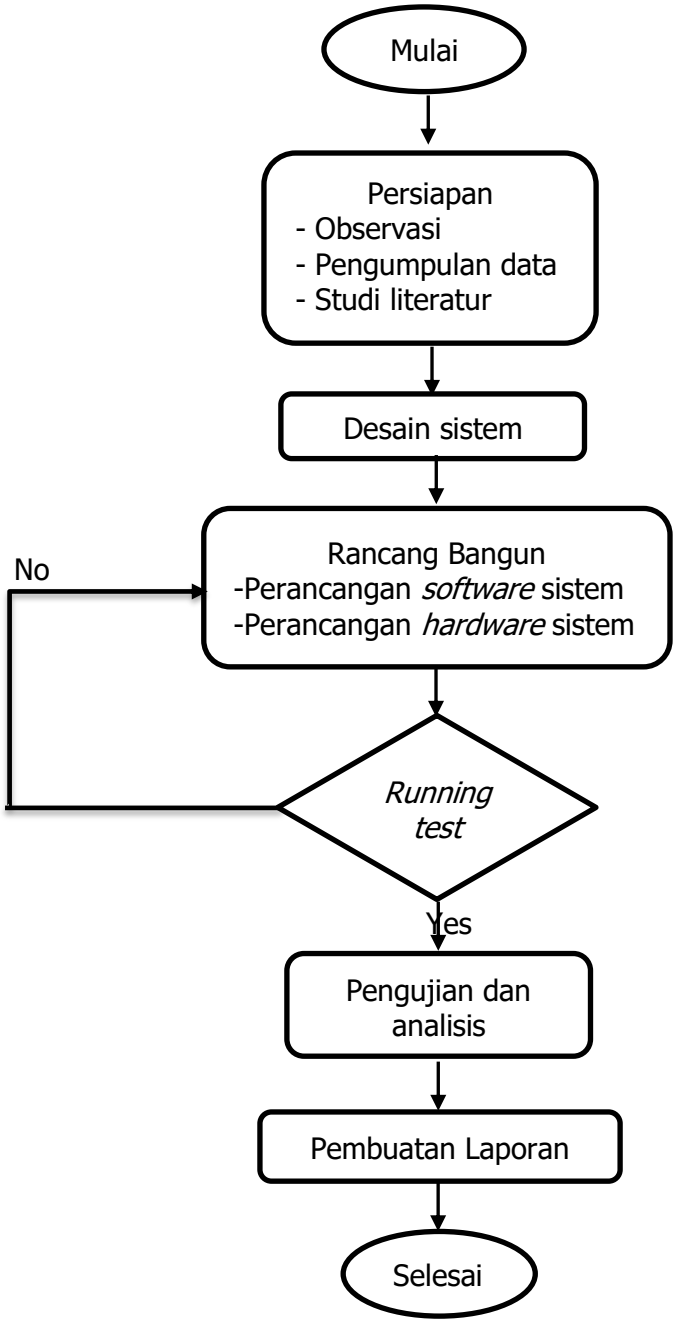 Mulai
Persiapan
- Observasi
- Pengumpulan data
- Studi literatur
Desain sistem
No
Rancang Bangun
-Perancangan software sistem
-Perancangan hardware sistem
Running
test
Yes
Pengujian dan
analisis
Pembuatan Laporan
Selesai